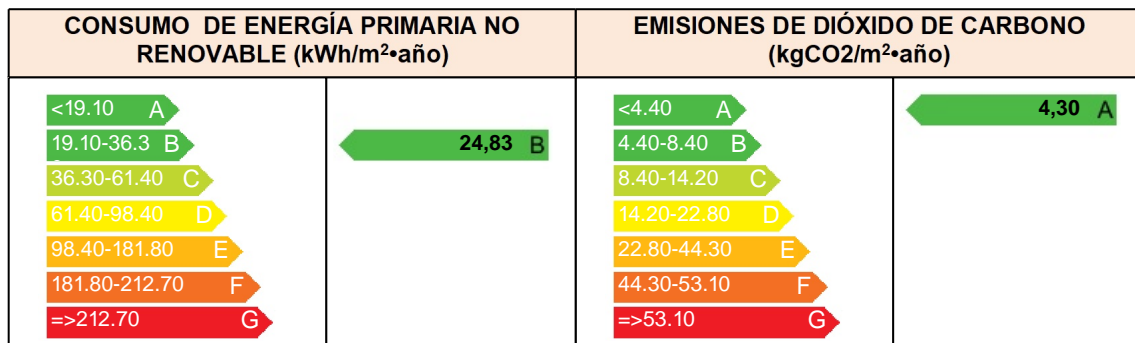 CONSUMO DE ENERGÍA PRIMARIA NO
RENOVABLE (kWh/m²•año)
<19.10 A
19.10-36.3 B
36.30-61.40 C
61.40-98.40 D
98.40-181.80 E
181.80-212.70 F
=>212.70 G
24,83 B
EMISIONES DE DIÓXIDO DE CARBONO
(kgCO2/m²•año)
<4.40 A
4.40-8.40 B
8.40-14.20 C
14.20-22.80 D
22.80-44.30 E
44.30-53.10 F
=>53.10 G
4,30 A